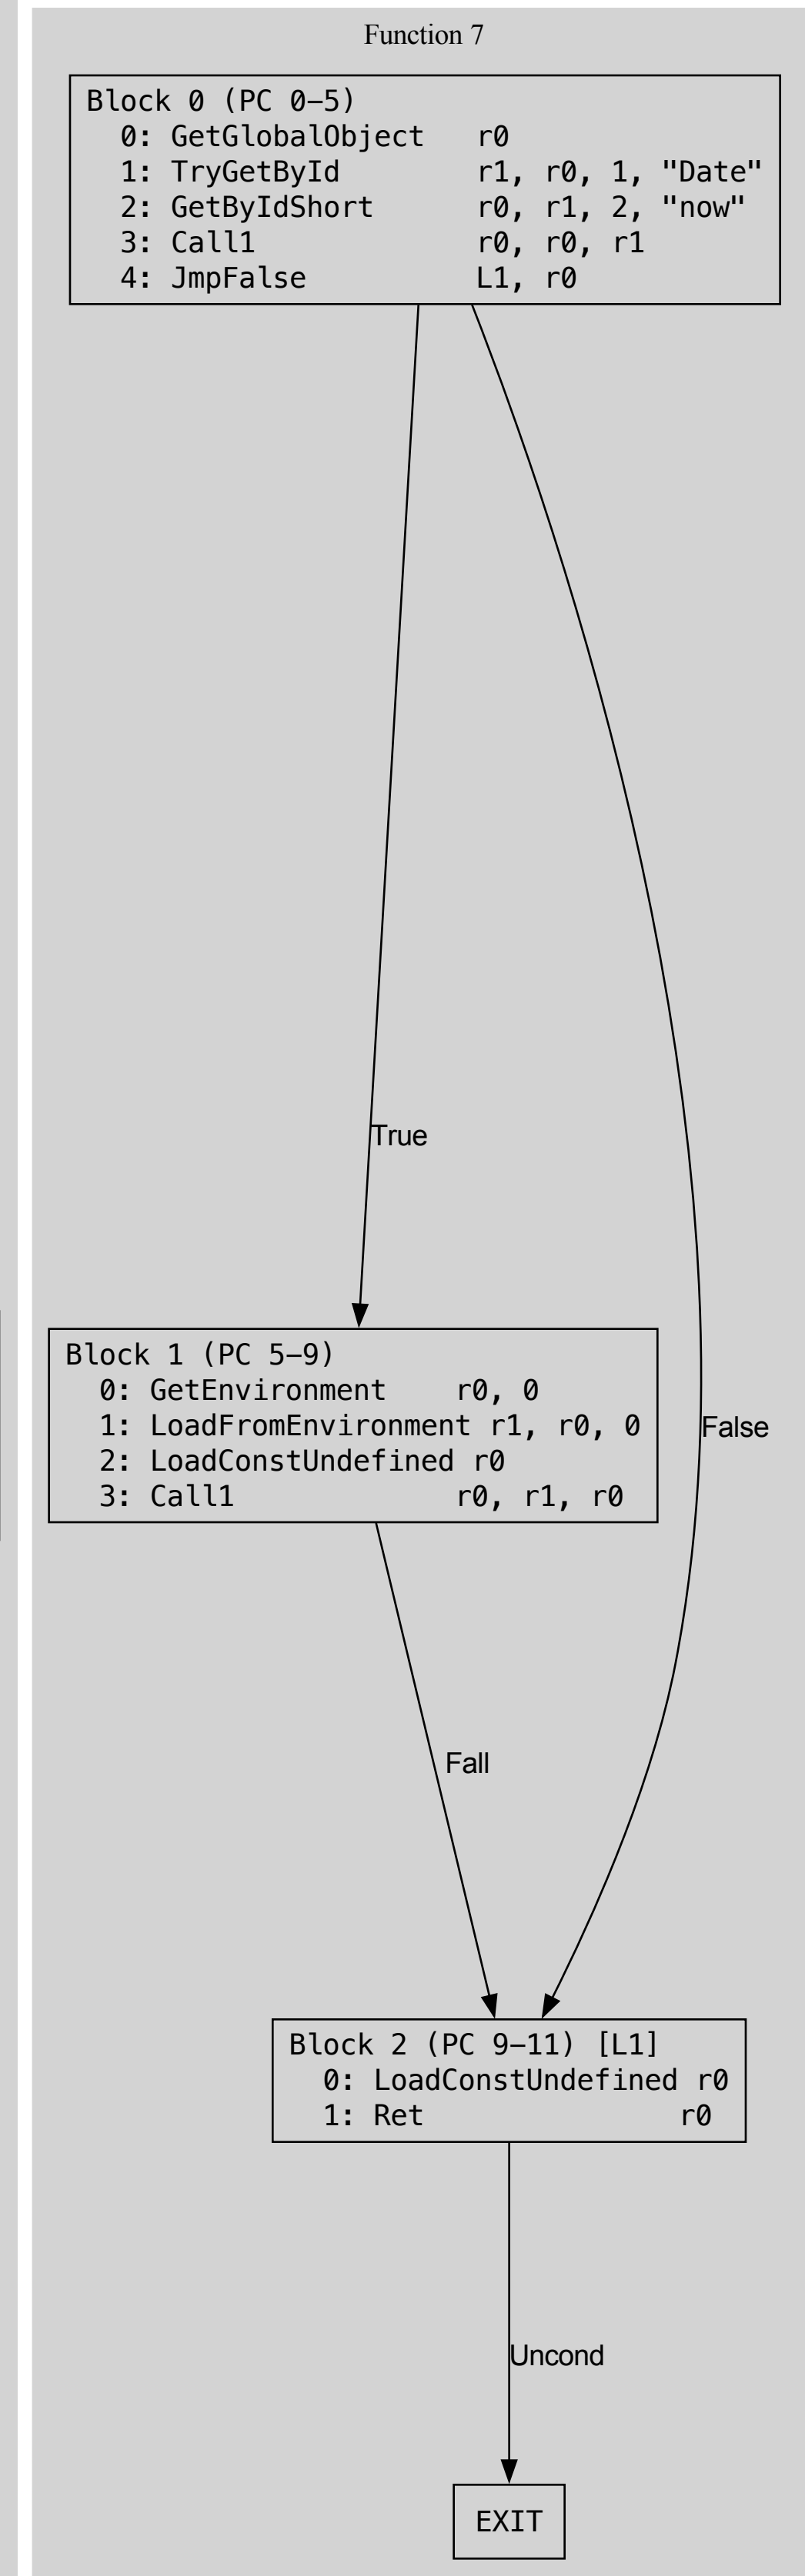 Function 7
Block 0 (PC 0–5)
0: GetGlobalObject r0
1: TryGetById r1, r0, 1, "Date"
2: GetByIdShort r0, r1, 2, "now"
3: Call1 r0, r0, r1
4: JmpFalse L1, r0
True
Block 1 (PC 5–9)
0: GetEnvironment r0, 0
1: LoadFromEnvironment r1, r0, 0
2: LoadConstUndefined r0
3: Call1 r0, r1, r0
False
Fall
Block 2 (PC 9–11) [L1]
0: LoadConstUndefined r0
1: Ret r0
Uncond
EXIT